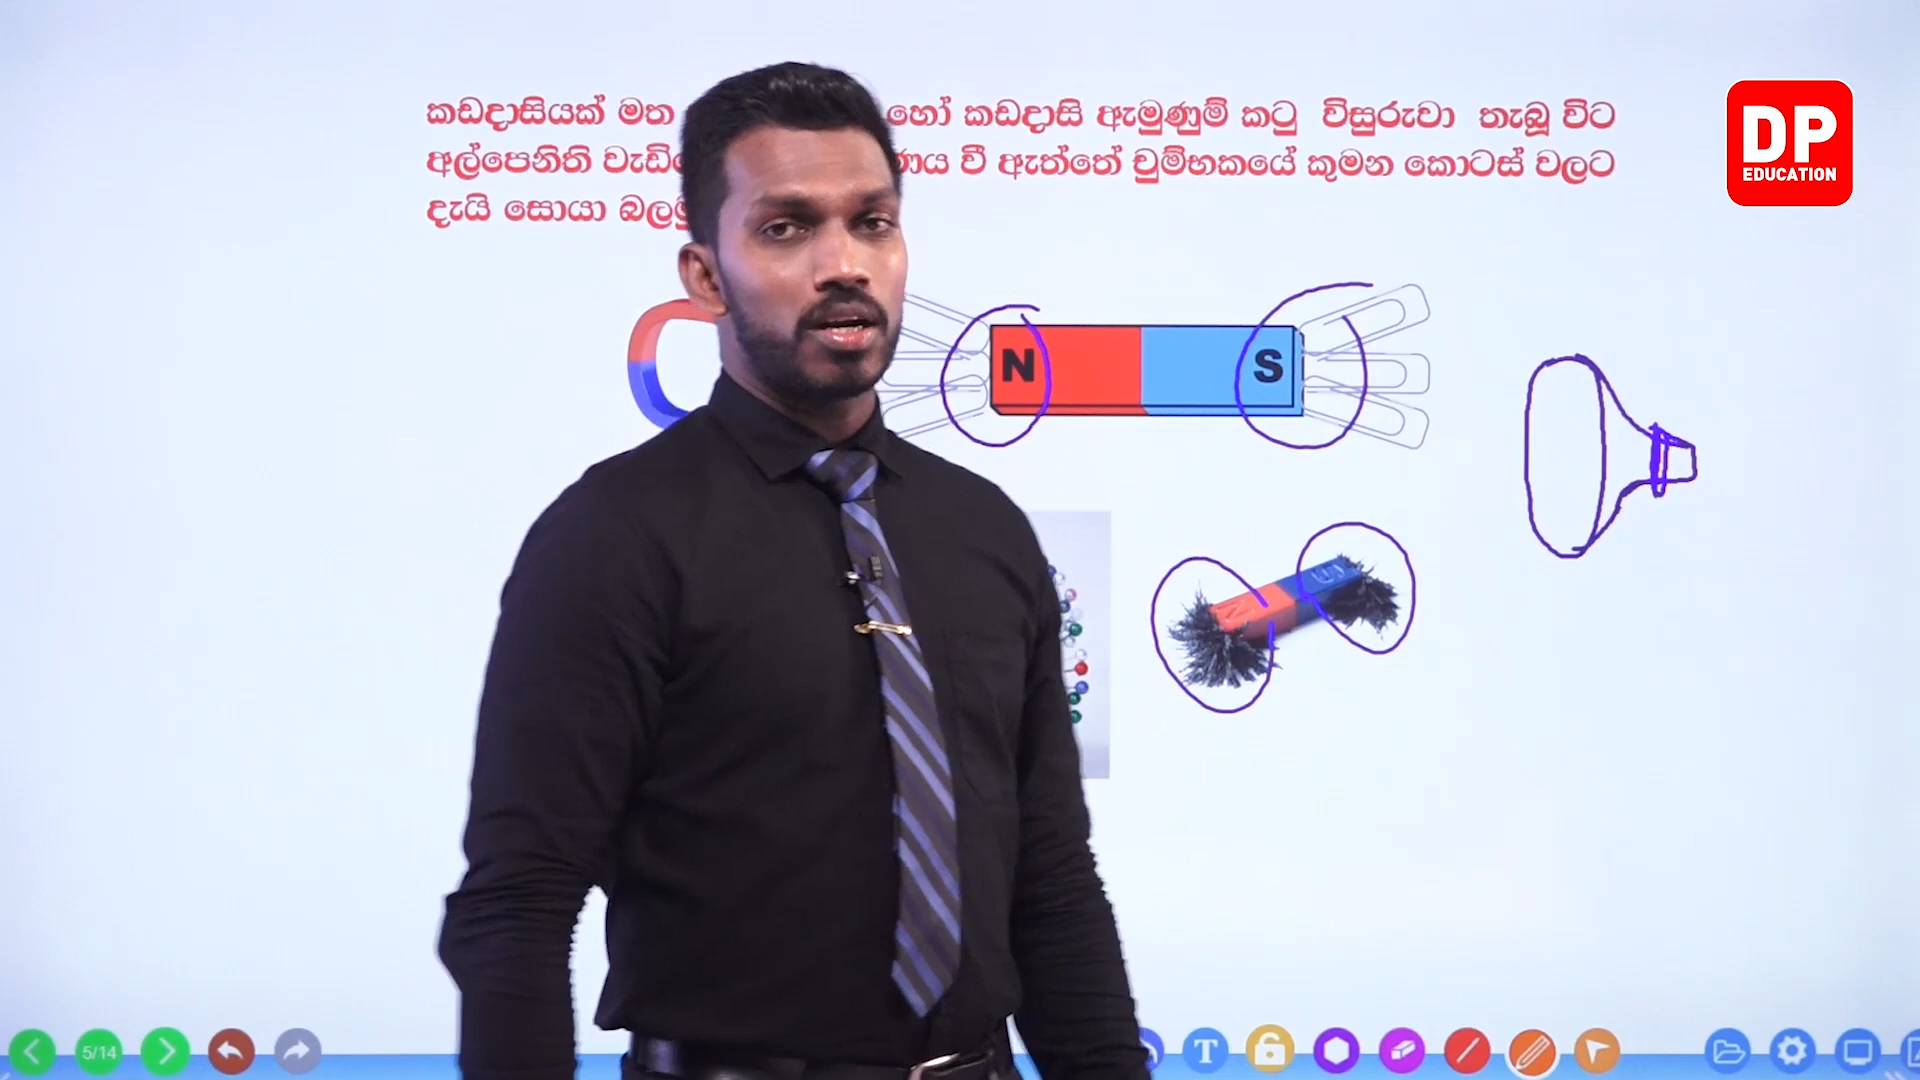 කඩදාසියක් මත හෝ කඩදාසි ඇමුණුම් කටු විසුරුවා තැබූ විට
අල්පෙනිති වැඩි වී ඇත්තේ චුම්භකයේ කුමන කොටස් වලට
දැයි සොයා බල
DP
EDUCATION
N S
N S
5/14
T